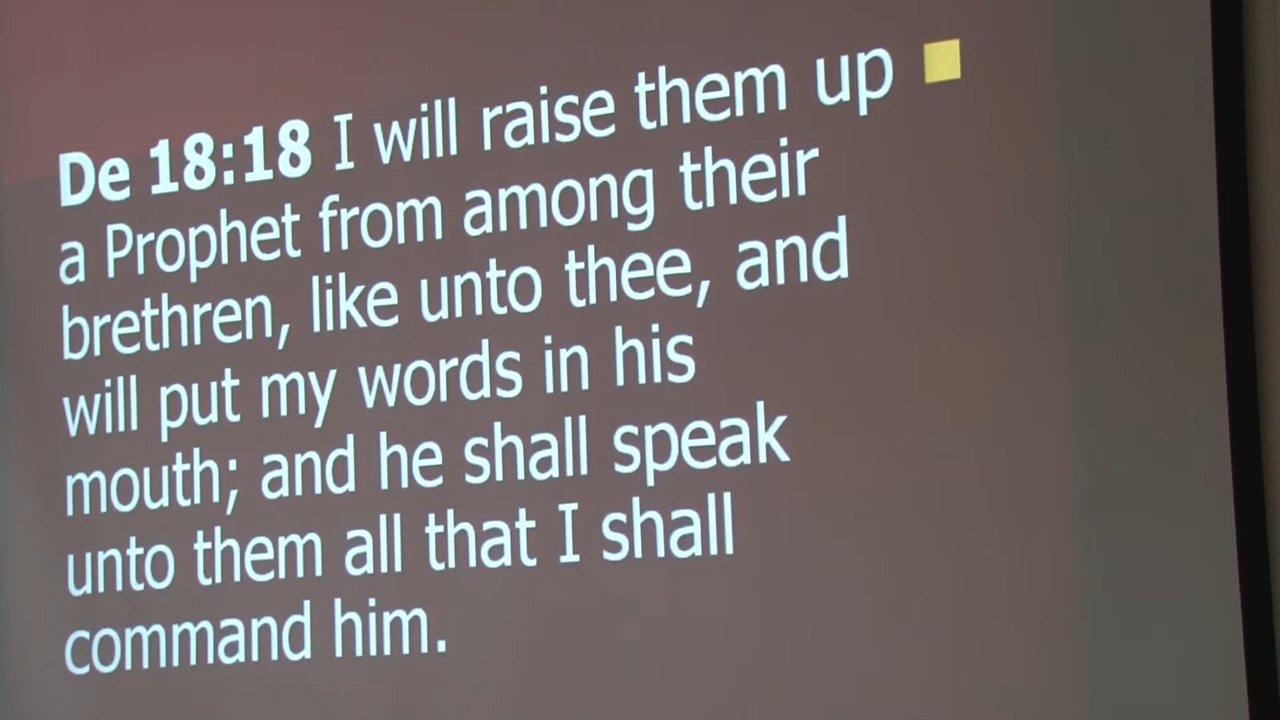 De 18:18 I will raise them up
a Prophet from among their
brethren, like unto thee, and
will put my words in his
mouth; and he shall speak
unto them all that I shall
command him.